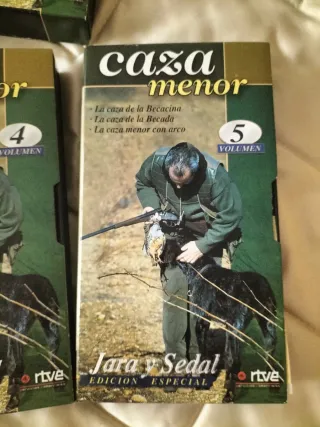 caza
menor
· La caza de la Becacina
· La caza de la Becada
· La caza menor con arco
5
VOLUMEN
Jara y Sedal
EDICION ESPECIAL
rtve
or
4
VOLUMEN
l
rtve